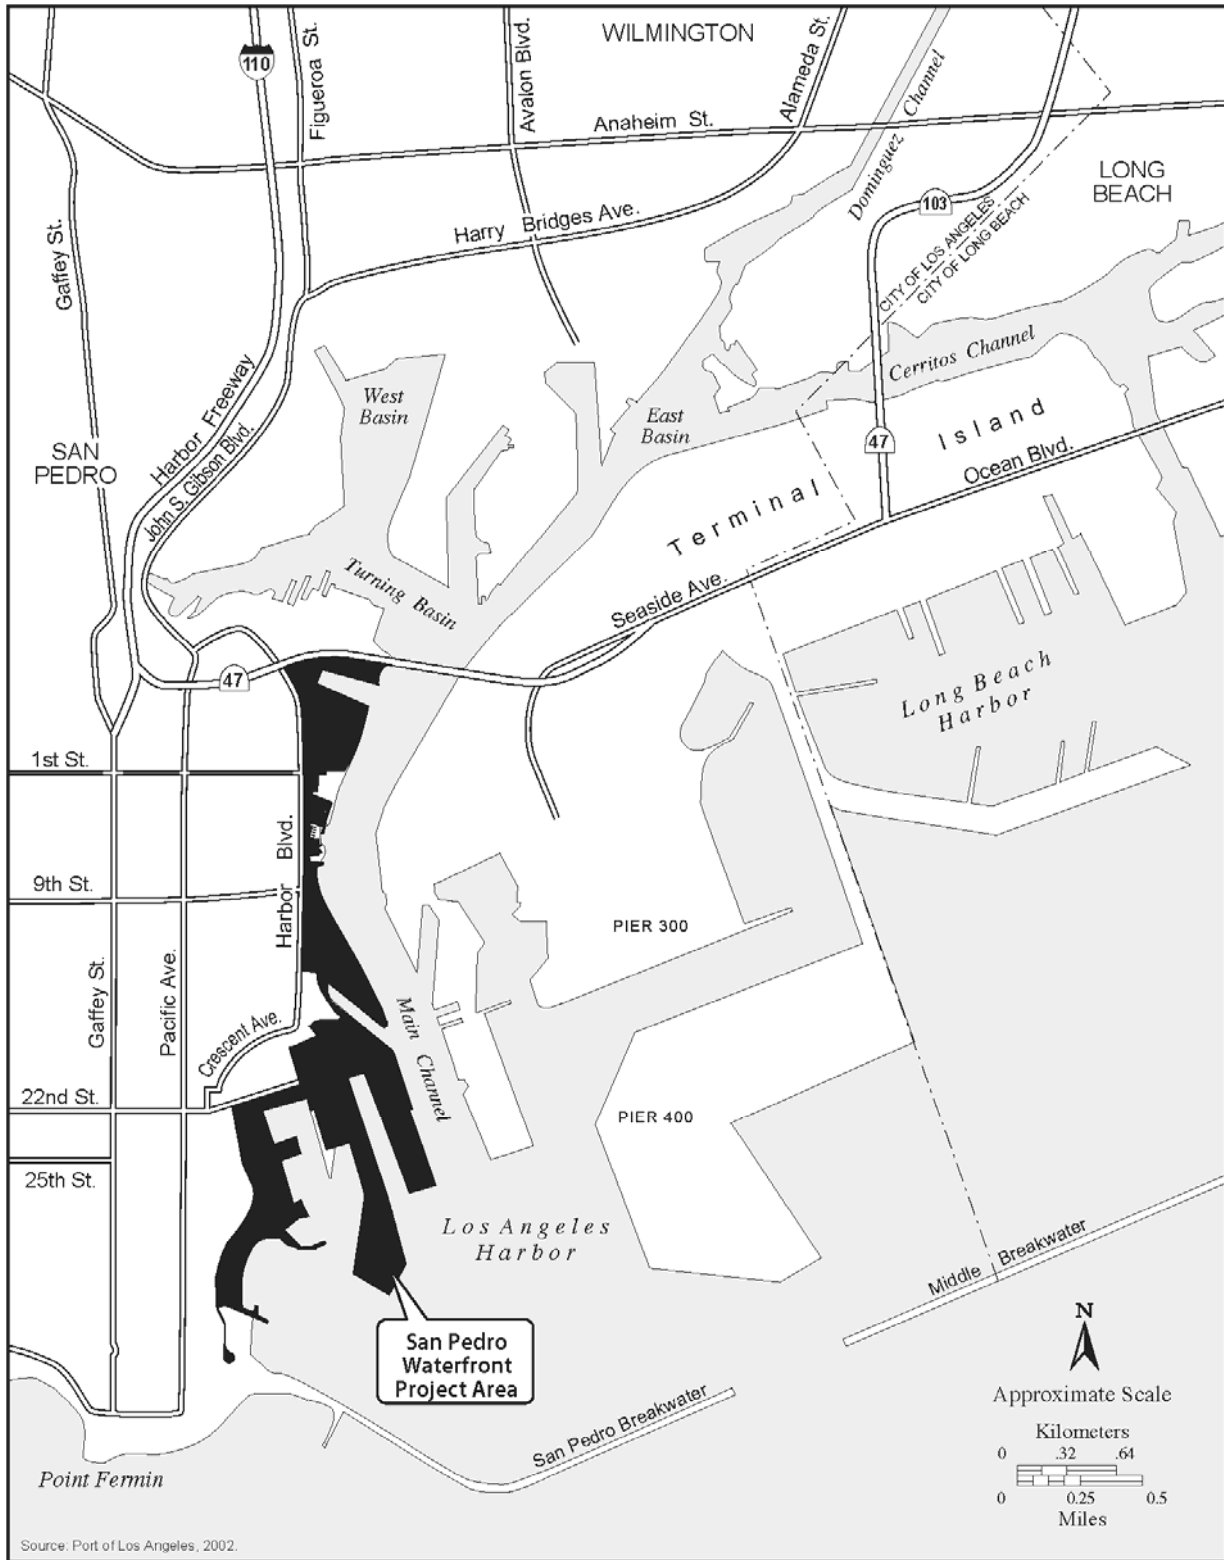 WILMINGTON
110
Figueroa St.
Avalon Blvd.
Alameda St.
Dominguez Channel
Anaheim St.
LONG
BEACH
103
Harry Bridges Ave.
Gaffey St.
CITY OF LOS ANGELES
CITY OF LONG BEACH
Cerritos Channel
West
Basin
East
Basin
Harbor Freeway
John S. Gibson Blvd.
SAN
PEDRO
47
Terminal Island
Ocean Blvd.
Turning Basin
Seaside Ave.
47
Long Beach
Harbor
1st St.
Harbor Blvd.
9th St.
PIER 300
Gaffey St.
Pacific Ave.
Crescent Ave.
Main Channel
22nd St.
PIER 400
25th St.
Los Angeles
Harbor
Middle Breakwater
San Pedro
Waterfront
Project Area
N
Approximate Scale
Kilometers
0 .32 .64
0 0.25 0.5
Miles
San Pedro Breakwater
Point Fermin
Source: Port of Los Angeles, 2002.